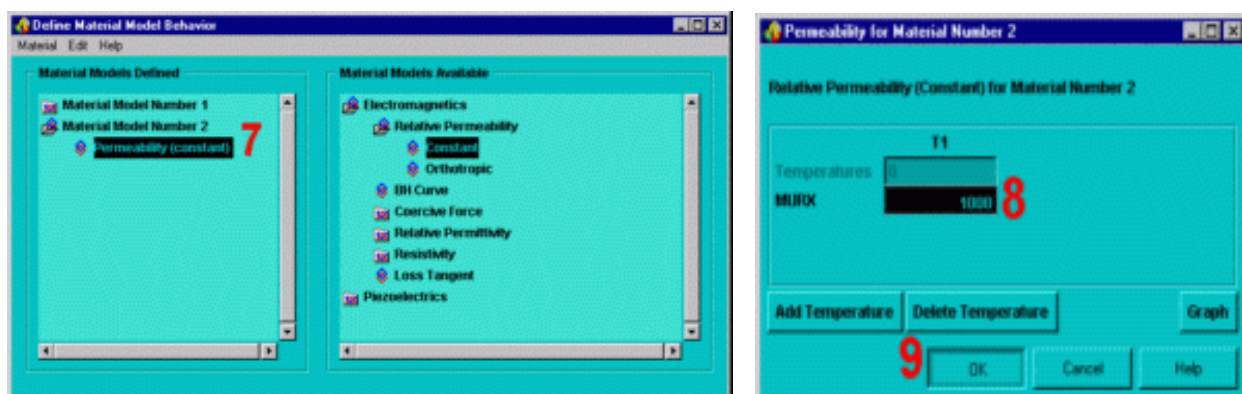 Define Material Model Behavior
Material Edit Help
Material Models Defined
Material Model Number 1
Material Model Number 2
Permeability (constant) 7
Material Models Available
Electromagnetics
Relative Permeability
Constant
Orthotropic
BH Curve
Coercive Force
Relative Permittivity
Resistivity
Loss Tangent
Piezoelectrics
Permeability for Material Number 2
Relative Permeability (Constant) for Material Number 2
T1
Temperatures 0
MURX 1000 8
Add Temperature Delete Temperature Graph
9 OK Cancel Help